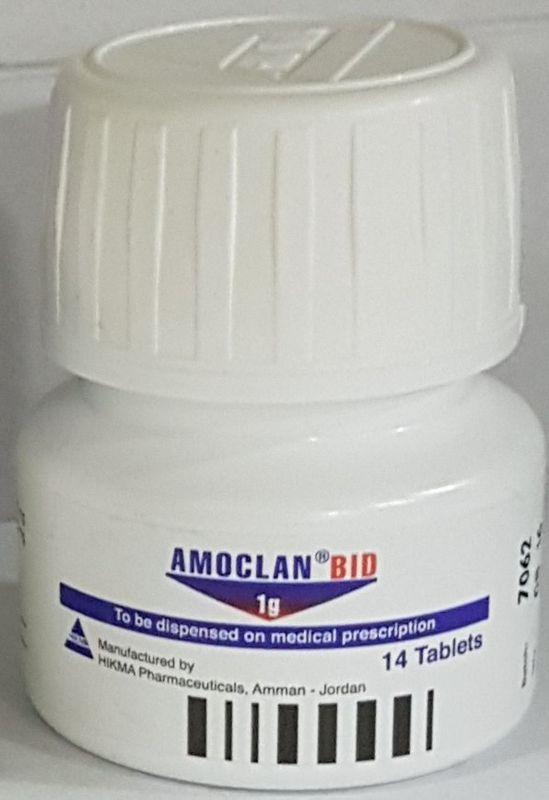 AMOCLAN® BID
1g
To be dispensed on medical prescription
14 Tablets
Manufactured by
HIKMA Pharmaceuticals, Amman - Jordan
7062